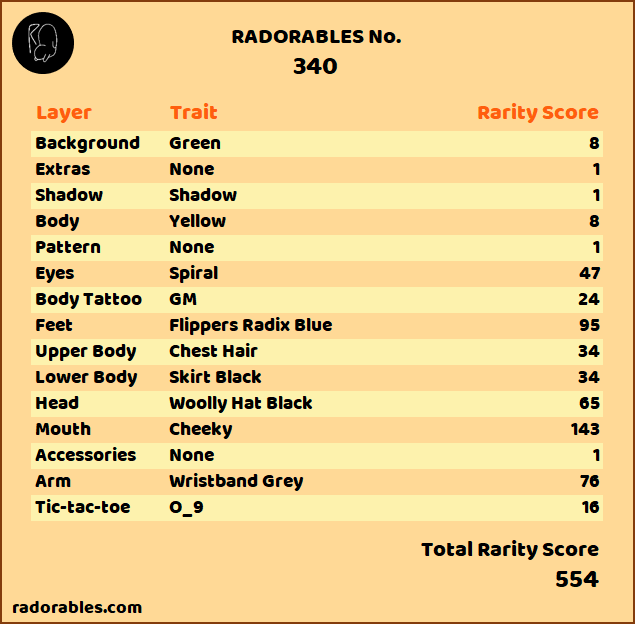 RADORABLES No.
340
Layer Trait Rarity Score
Background Green 8
Extras None 1
Shadow Shadow 1
Body Yellow 8
Pattern None 1
Eyes Spiral 47
Body Tattoo GM 24
Feet Flippers Radix Blue 95
Upper Body Chest Hair 34
Lower Body Skirt Black 34
Head Woolly Hat Black 65
Mouth Cheeky 143
Accessories None 1
Arm Wristband Grey 76
Tic-tac-toe O_9 16
Total Rarity Score
554
radorables.com